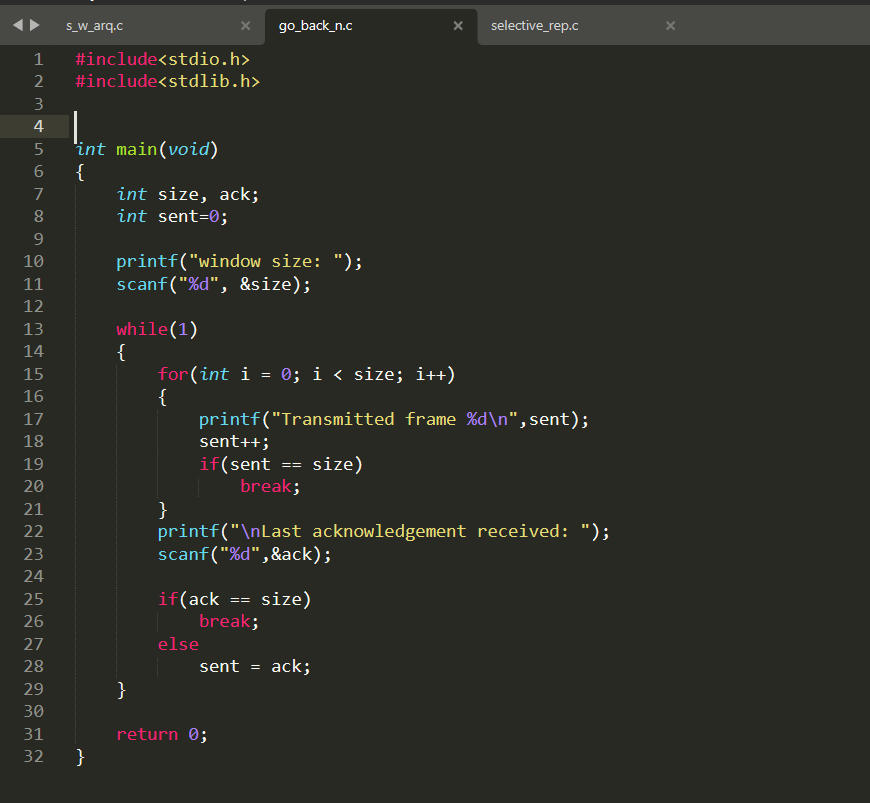 s_w_arq.c × go_back_n.c × selective_rep.c ×
1 #include<stdio.h>
2 #include<stdlib.h>
3
4
5 int main(void)
6 {
7     int size, ack;
8     int sent=0;
9
10     printf("window size: ");
11     scanf("%d", &size);
12
13     while(1)
14     {
15         for(int i = 0; i < size; i++)
16         {
17             printf("Transmitted frame %d\n",sent);
18             sent++;
19             if(sent == size)
20                 break;
21         }
22         printf("\nLast acknowledgement received: ");
23         scanf("%d",&ack);
24
25         if(ack == size)
26             break;
27         else
28             sent = ack;
29     }
30
31     return 0;
32 }